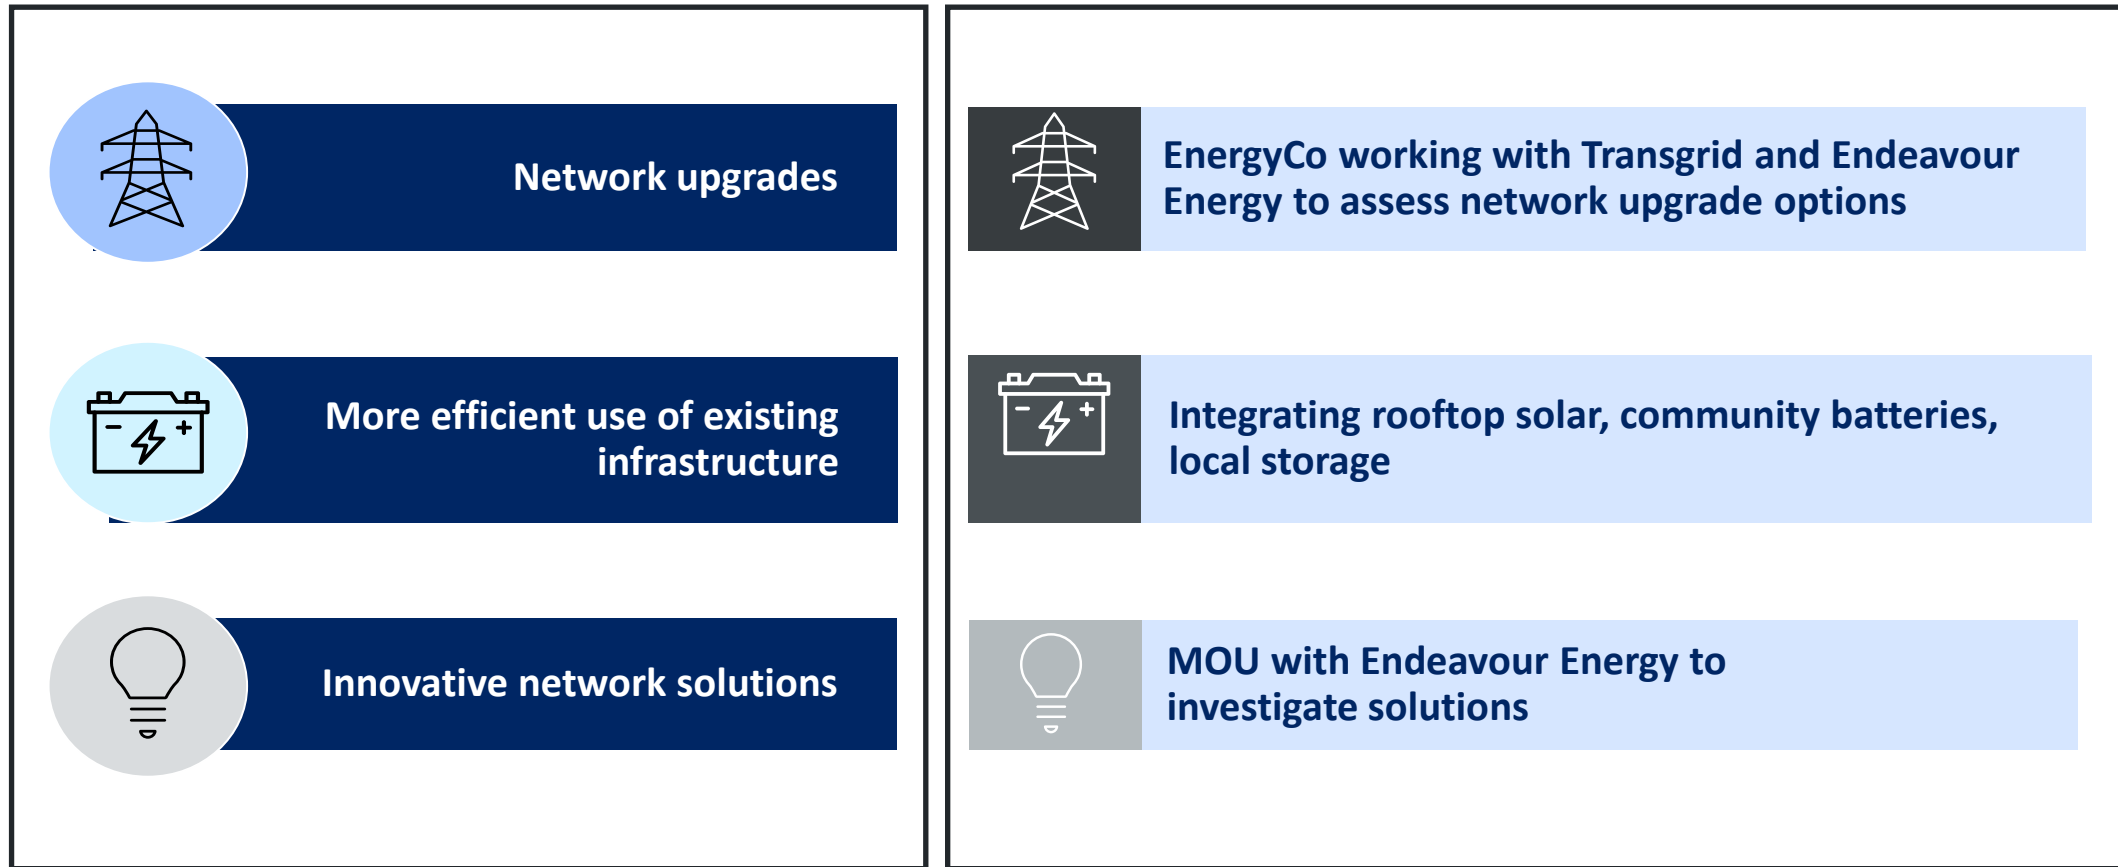 Network upgrades
EnergyCo working with Transgrid and Endeavour
Energy to assess network upgrade options
More efficient use of existing
infrastructure
Integrating rooftop solar, community batteries,
local storage
Innovative network solutions
MOU with Endeavour Energy to
investigate solutions